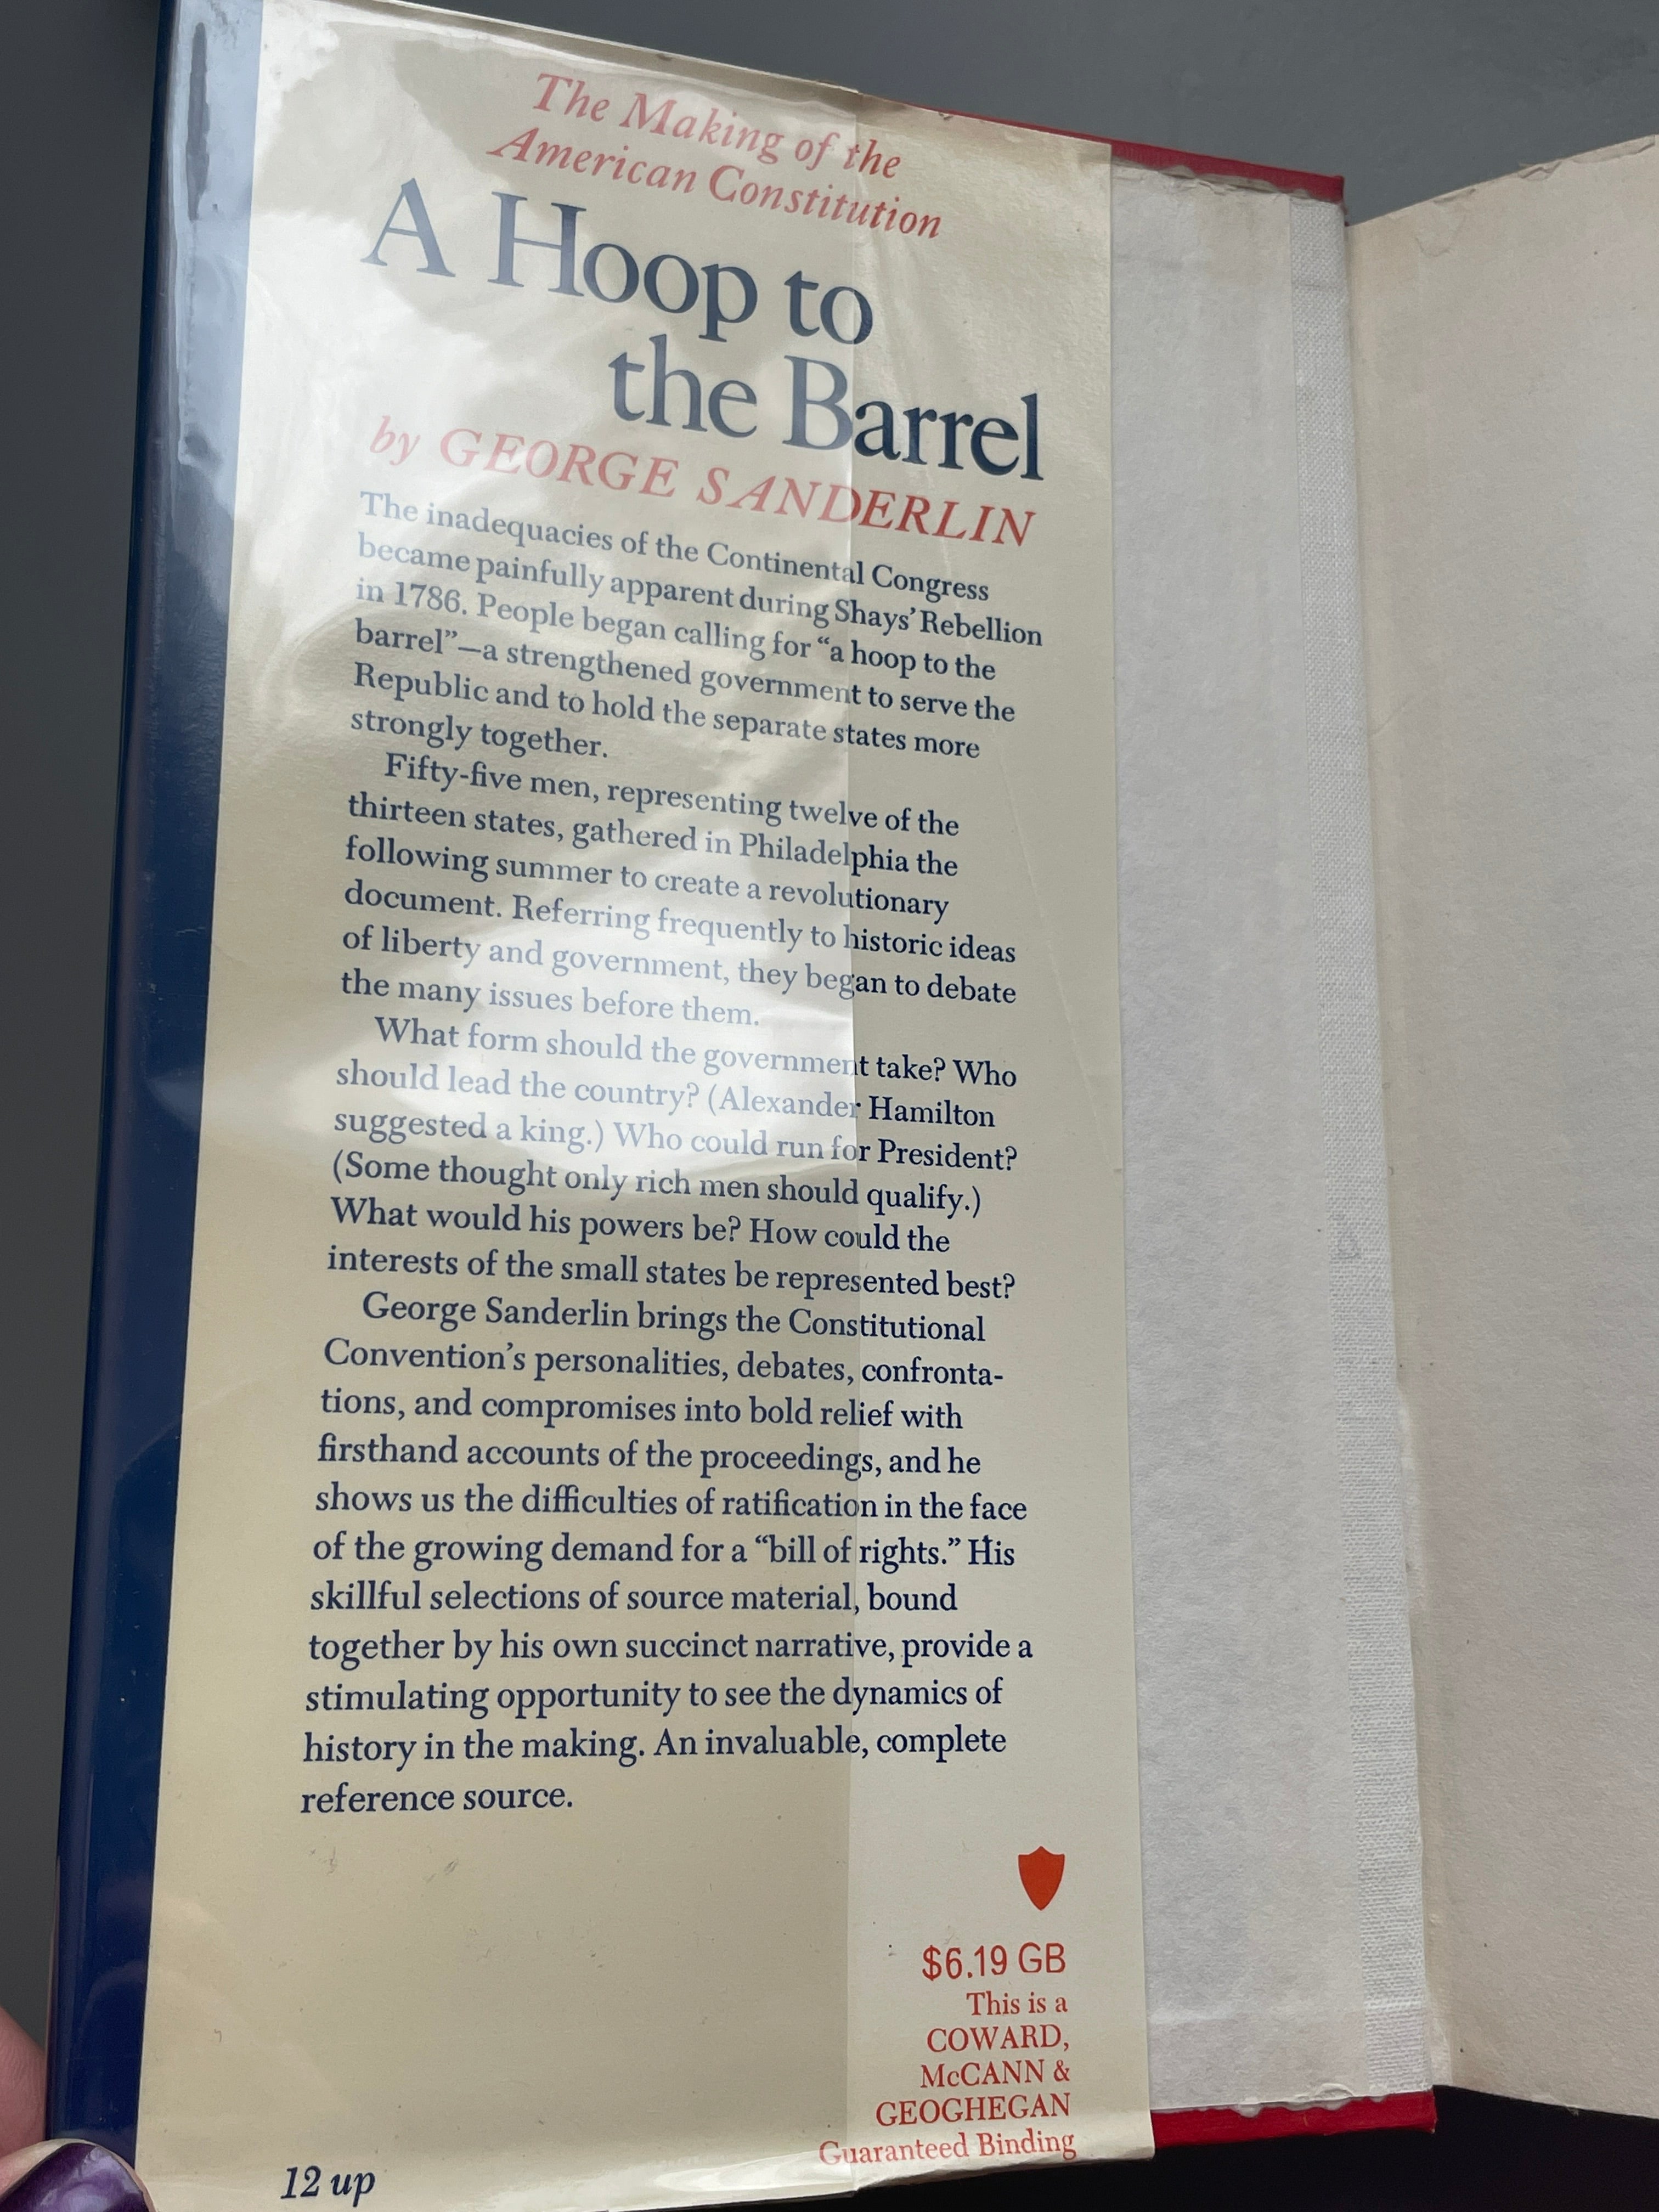 The Making of the
American Constitution
A Hoop to
the Barrel
by GEORGE SANDERLIN
The inadequacies of the Continental Congress
became painfully apparent during Shays’ Rebellion
in 1786. People began calling for “a hoop to the
barrel”—a strengthened government to serve the
Republic and to hold the separate states more
strongly together.
Fifty-five men, representing twelve of the
thirteen states, gathered in Philadelphia the
following summer to create a revolutionary
document. Referring frequently to historic ideas
of liberty and government, they began to debate
the many issues before them.
What form should the government take? Who
should lead the country? (Alexander Hamilton
suggested a king.) Who could run for President?
(Some thought only rich men should qualify.)
What would his powers be? How could the
interests of the small states be represented best?
George Sanderlin brings the Constitutional
Convention’s personalities, debates, confronta-
tions, and compromises into bold relief with
firsthand accounts of the proceedings, and he
shows us the difficulties of ratification in the face
of the growing demand for a “bill of rights.” His
skillful selections of source material, bound
together by his own succinct narrative, provide a
stimulating opportunity to see the dynamics of
history in the making. An invaluable, complete
reference source.
$6.19 GB
This is a
COWARD,
McCANN &
GEOGHEGAN
Guaranteed Binding
12 up